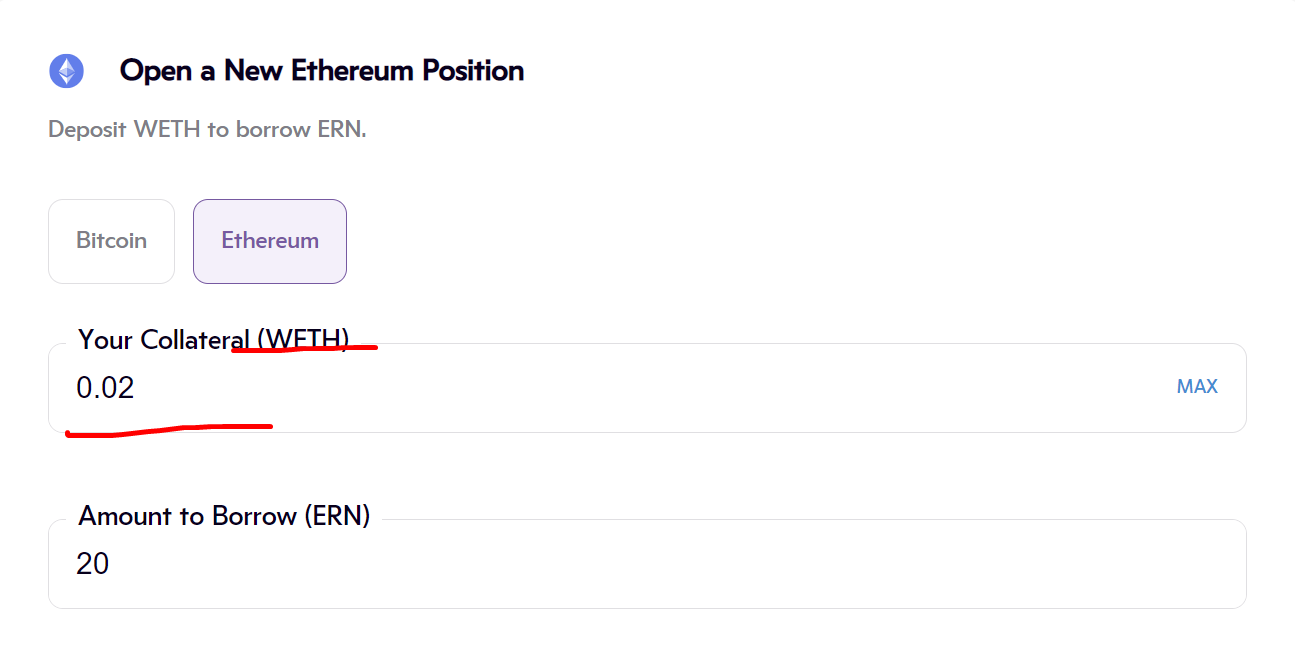 Open a New Ethereum Position
Deposit WETH to borrow ERN.
Bitcoin
Ethereum
Your Collateral (WETH)
0.02
MAX
Amount to Borrow (ERN)
20